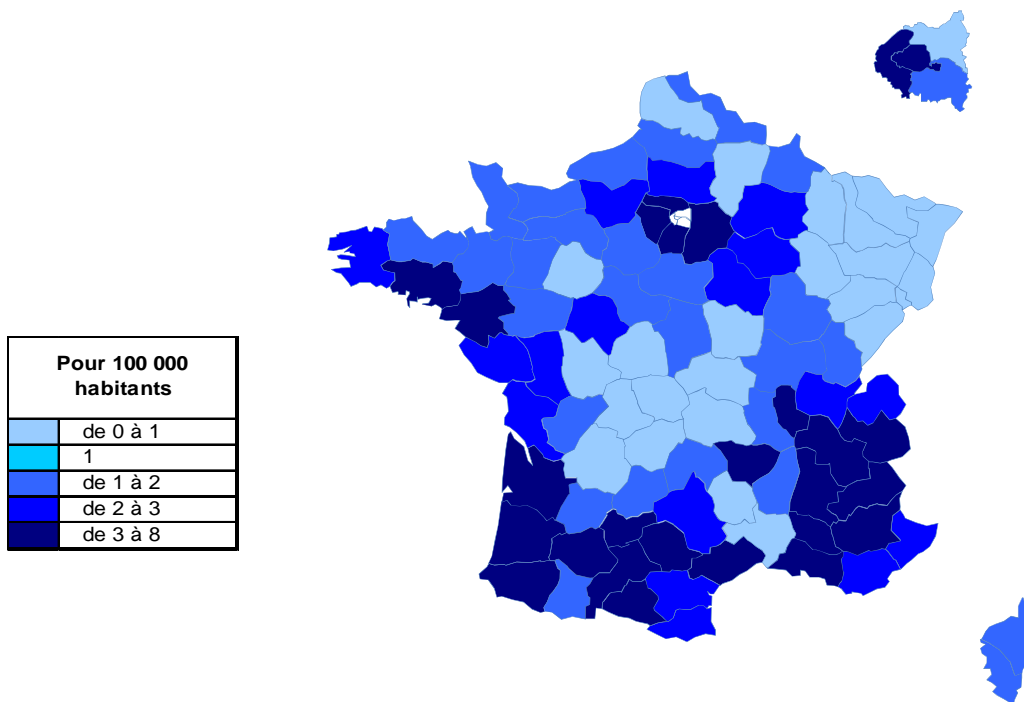 Pour 100 000
habitants
de 0 à 1
1
de 1 à 2
de 2 à 3
de 3 à 8